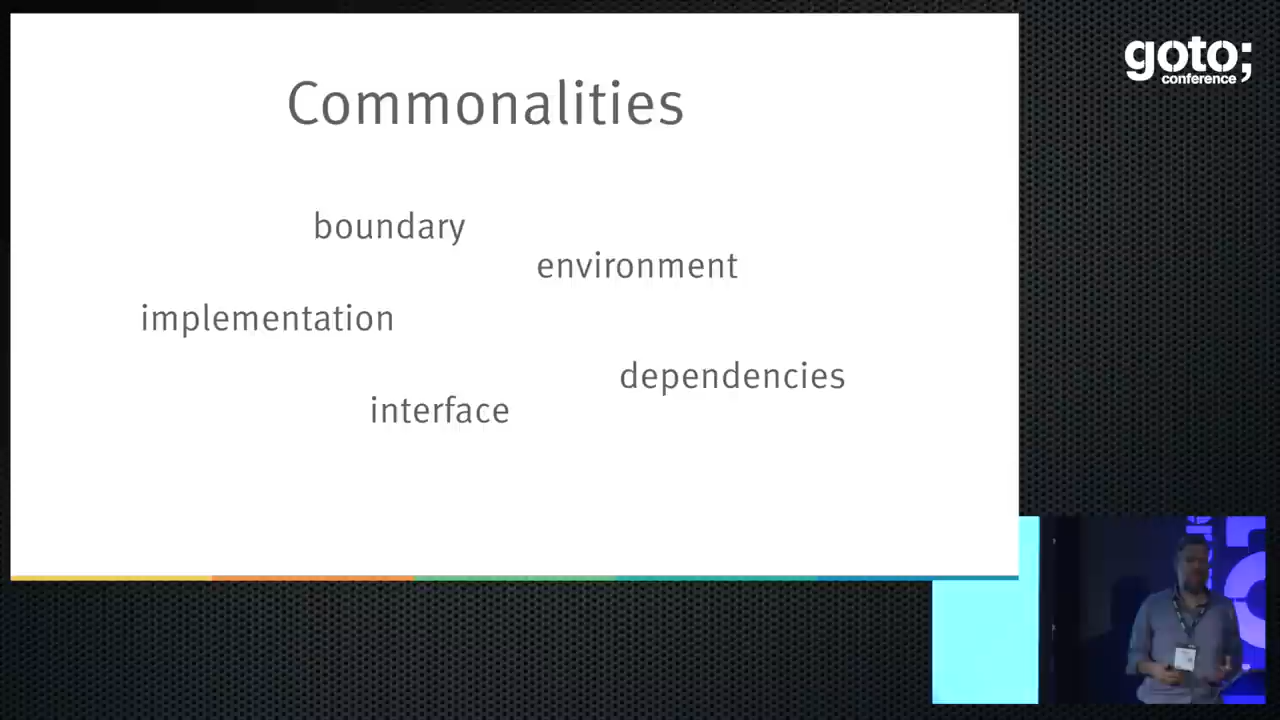 goto;
conference
Commonalities
boundary
environment
implementation
dependencies
interface